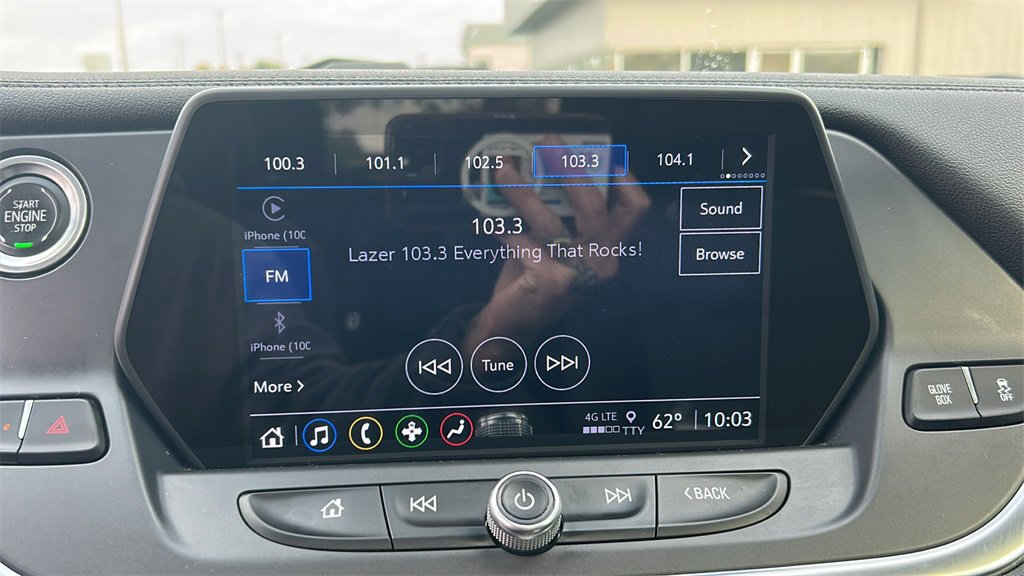 100.3 101.1 102.5 103.3 104.1
START
ENGINE
STOP
iPhone (10C
FM
iPhone (10C
More
103.3
Lazer 103.3 Everything That Rocks!
Sound
Browse
Tune
4G LTE
TTY
62° 10:03
BACK
GLOVE
BOX
OFF